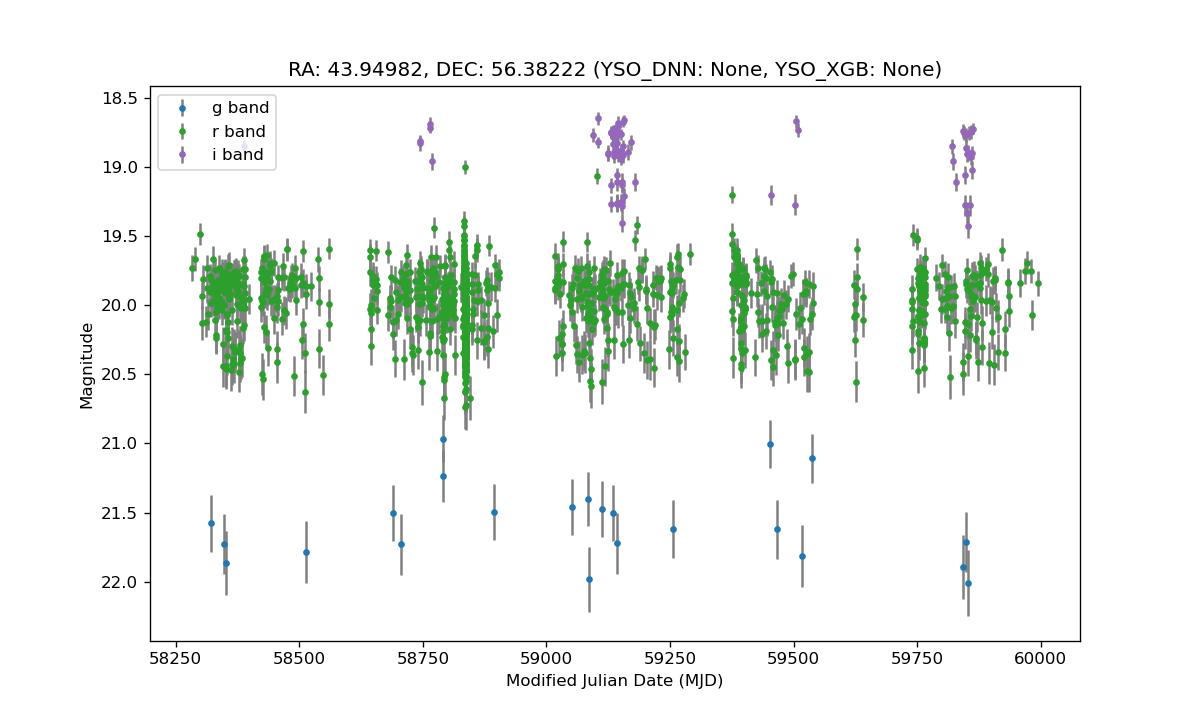 RA: 43.94982, DEC: 56.38222 (YSO_DNN: None, YSO_XGB: None)
g band
r band
i band
18.5
19.0
19.5
20.0
20.5
21.0
21.5
22.0
Magnitude
58250 58500 58750 59000 59250 59500 59750 60000
Modified Julian Date (MJD)